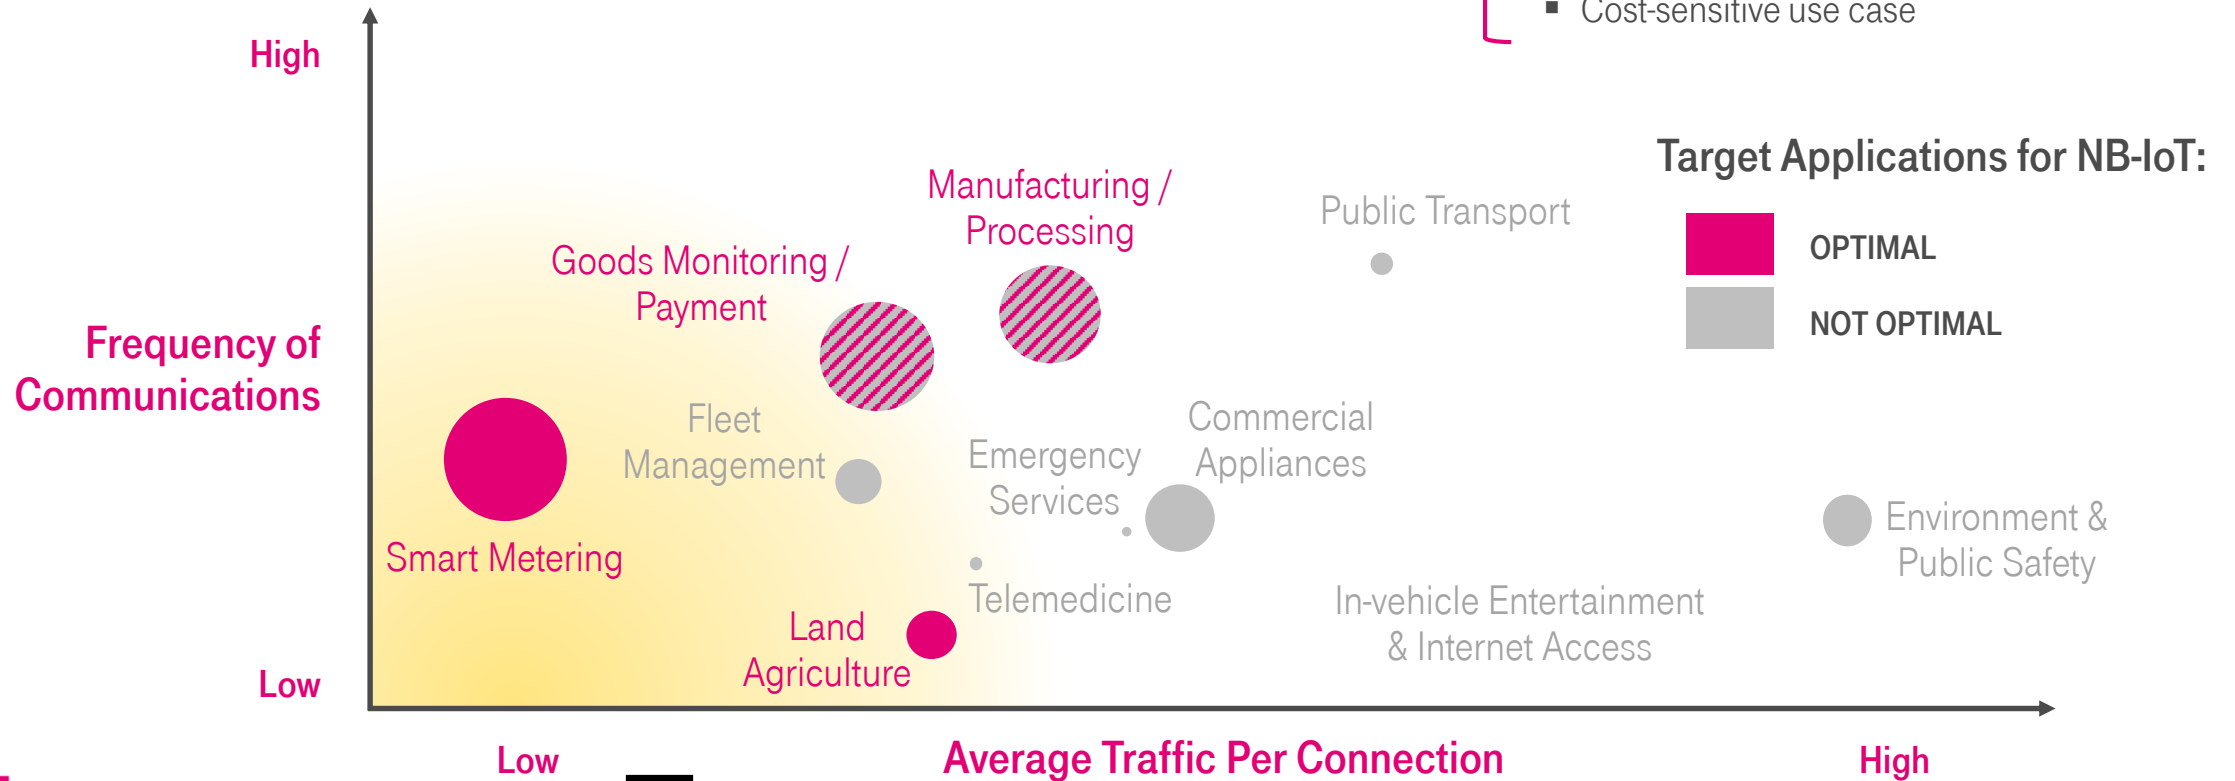 Cost-sensitive use case
High
Target Applications for NB-IoT:
Manufacturing /
Processing
Public Transport
OPTIMAL
Goods Monitoring /
Payment
NOT OPTIMAL
Frequency of
Communications
Fleet
Management
Commercial
Appliances
Emergency
Services
Environment &
Public Safety
Smart Metering
Telemedicine
In-vehicle Entertainment
& Internet Access
Land
Agriculture
Low
Low
Average Traffic Per Connection
High